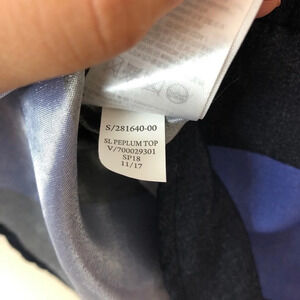 S/281640-00
SL PEPLUM TOP
V/700029301
SP18
11/17